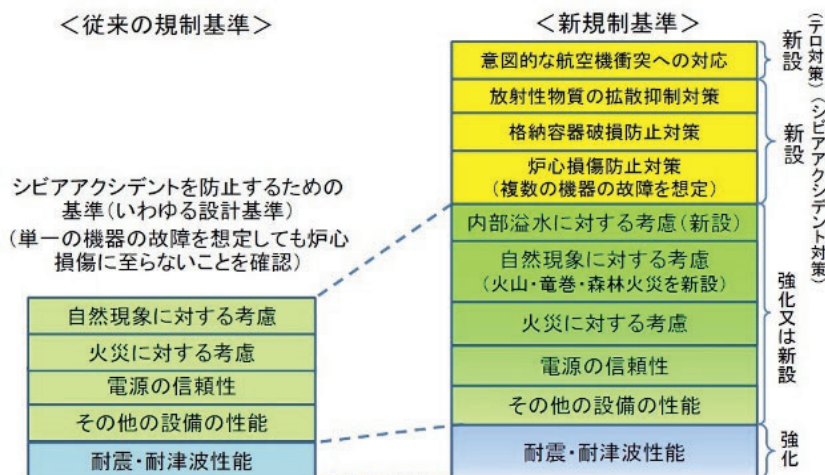 <従来の規制基準>
シビアアクシデントを防止するための
基準(いわゆる設計基準)
(単一の機器の故障を想定しても炉心
損傷に至らないことを確認)
自然現象に対する考慮
火災に対する考慮
電源の信頼性
その他の設備の性能
耐震・耐津波性能
<新規制基準>
意図的な航空機衝突への対応
放射性物質の拡散抑制対策
格納容器破損防止対策
炉心損傷防止対策
(複数の機器の故障を想定)
内部溢水に対する考慮(新設)
自然現象に対する考慮
(火山・竜巻・森林火災を新設)
火災に対する考慮
電源の信頼性
その他の設備の性能
耐震・耐津波性能
新設
(テロ対策)
新設
(シビアアクシデント対策)
強化又は新設
強化